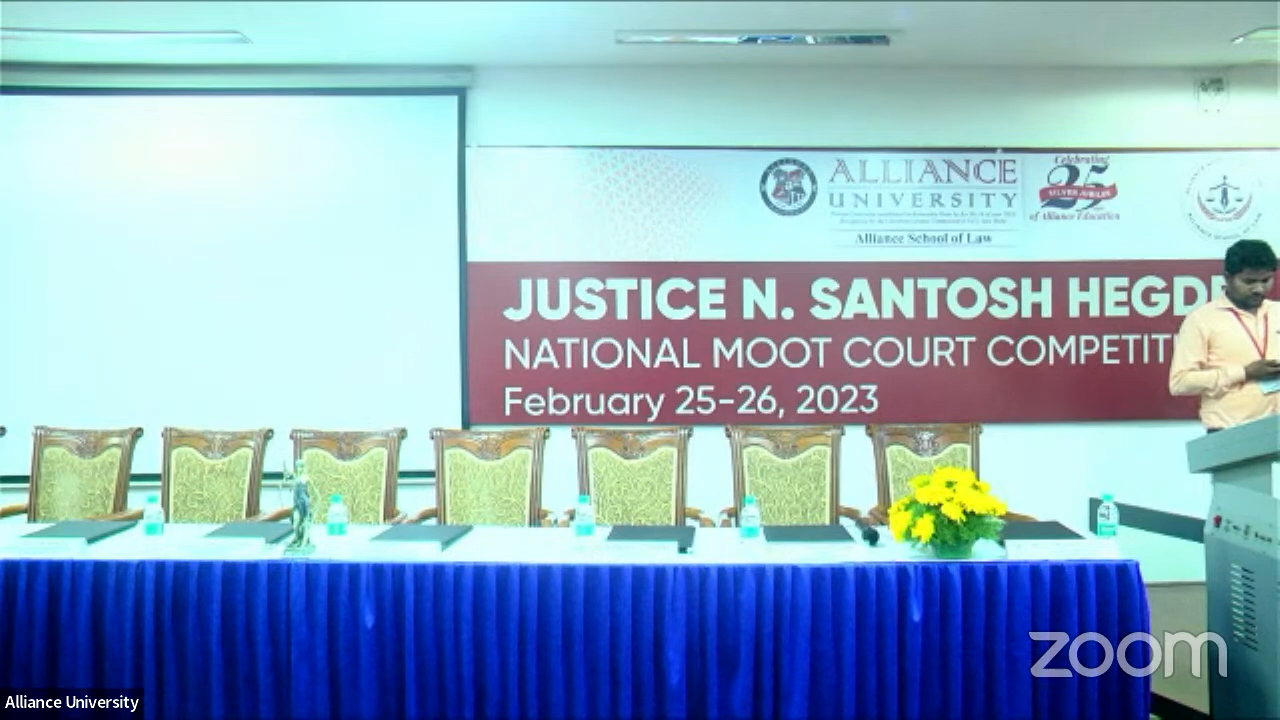 ALLIANCE
UNIVERSITY
Alliance School of Law
Celebrating
25
SILVER JUBILEE
of Alliance Education
JUSTICE N. SANTOSH HEGD
NATIONAL MOOT COURT COMPETIT
February 25-26, 2023
zoom
Alliance University